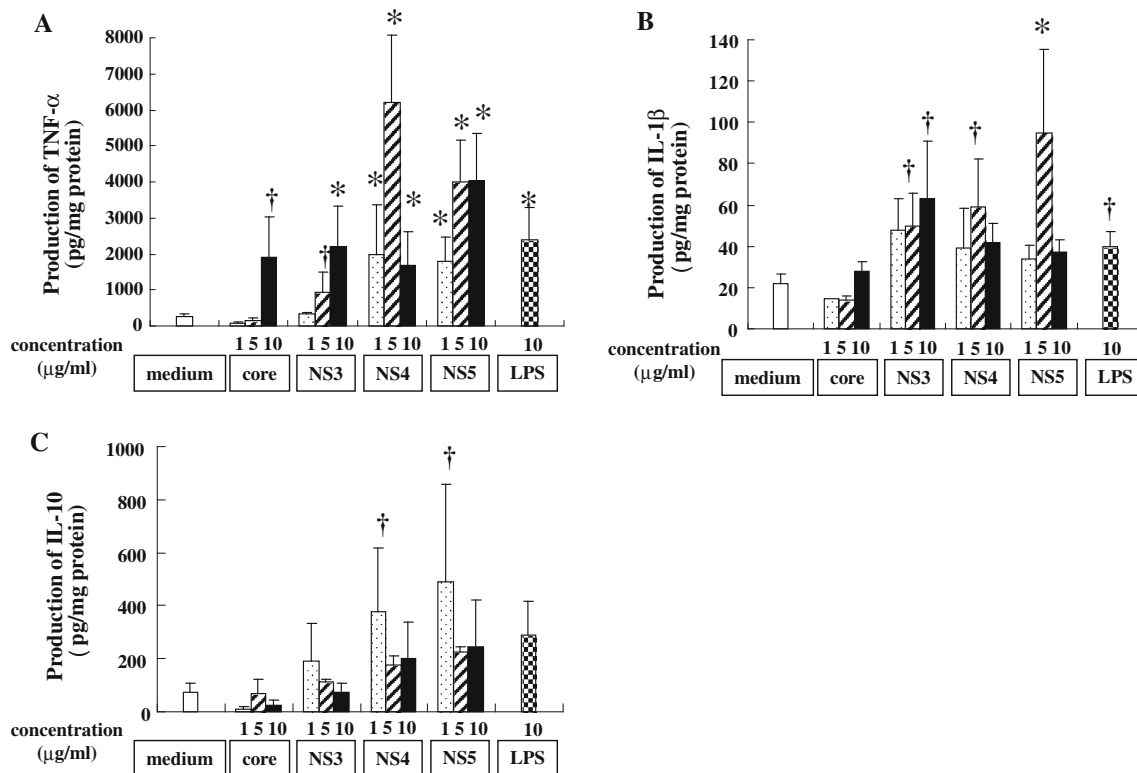 A
Production of TNF-α
(pg/mg protein)
8000
7000
6000
5000
4000
3000
2000
1000
0
†
†
*
*
*
*
*
*
*
*
concentration
(μg/ml)
1 5 10
1 5 10
1 5 10
1 5 10
10
medium
core
NS3
NS4
NS5
LPS
B
Production of IL-1β
( pg/mg protein)
140
120
100
80
60
40
20
0
†
†
†
*
†
concentration
(μg/ml)
1 5 10
1 5 10
1 5 10
1 5 10
10
medium
core
NS3
NS4
NS5
LPS
C
Production of IL-10
( pg/mg protein)
1000
800
600
400
200
0
†
†
concentration
(μg/ml)
1 5 10
1 5 10
1 5 10
1 5 10
10
medium
core
NS3
NS4
NS5
LPS